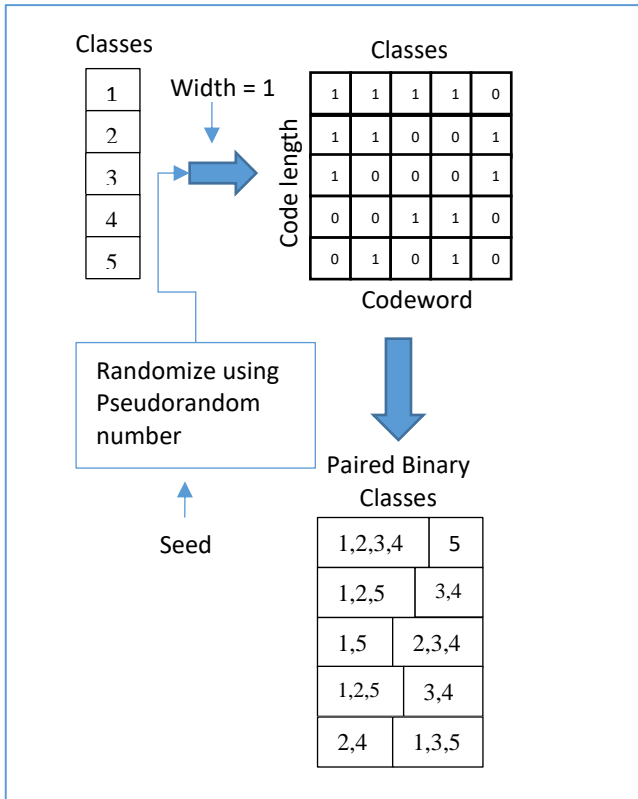 Classes
1
2
3
4
5
Width = 1
Classes
Code length
1 1 1 1 0
1 1 0 0 1
1 0 0 0 1
0 0 1 1 0
0 1 0 1 0
Codeword
Randomize using
Pseudorandom
number
Seed
Paired Binary
Classes
1,2,3,4 5
1,2,5 3,4
1,5 2,3,4
1,2,5 3,4
2,4 1,3,5